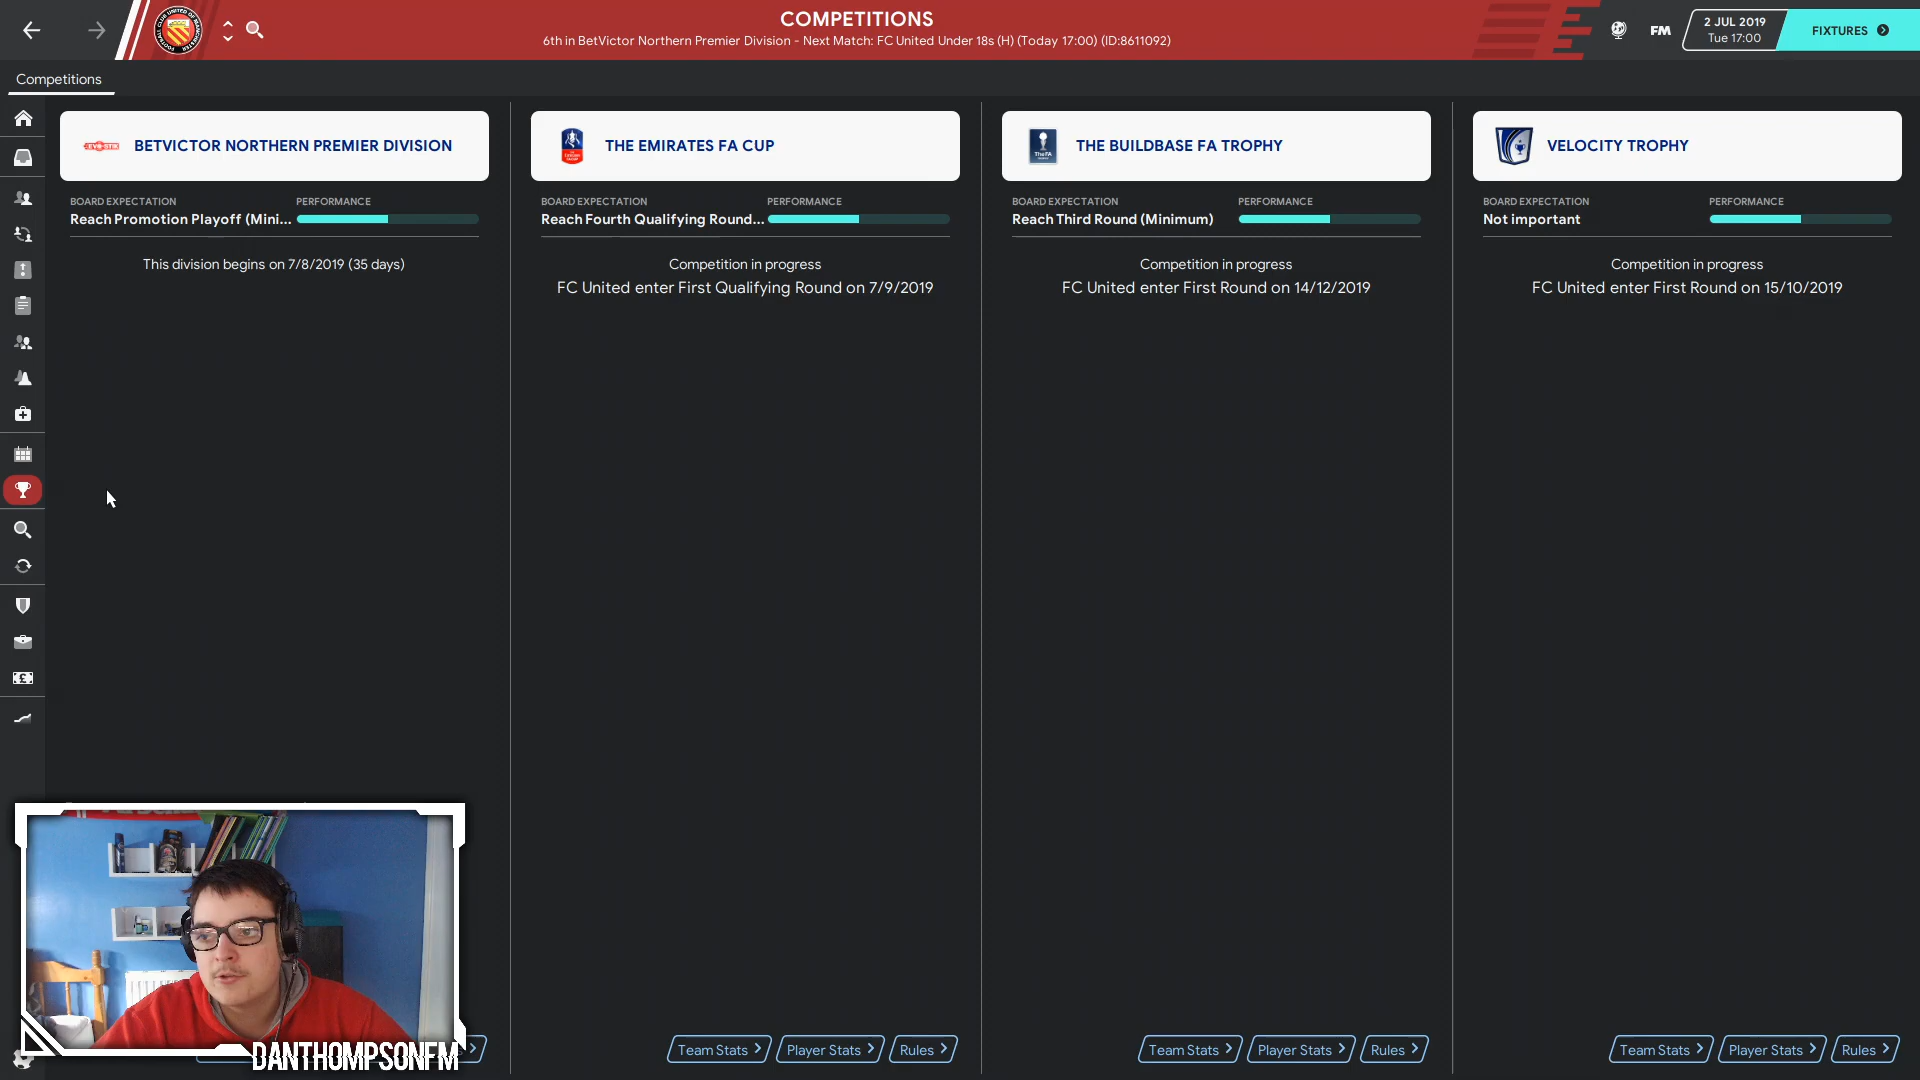 COMPETITIONS
6th in BetVictor Northern Premier Division - Next Match: FC United Under 18s (H) (Today 17:00) (ID:8611092)
FM
2 JUL 2019
Tue 17:00
FIXTURES
Competitions
BETVICTOR NORTHERN PREMIER DIVISION
BOARD EXPECTATION
PERFORMANCE
Reach Promotion Playoff (Mini...
This division begins on 7/8/2019 (35 days)
THE EMIRATES FA CUP
BOARD EXPECTATION
PERFORMANCE
Reach Fourth Qualifying Round...
Competition in progress
FC United enter First Qualifying Round on 7/9/2019
Team Stats
Player Stats
Rules
THE BUILDBASE FA TROPHY
BOARD EXPECTATION
PERFORMANCE
Reach Third Round (Minimum)
Competition in progress
FC United enter First Round on 14/12/2019
Team Stats
Player Stats
Rules
VELOCITY TROPHY
BOARD EXPECTATION
PERFORMANCE
Not important
Competition in progress
FC United enter First Round on 15/10/2019
Team Stats
Player Stats
Rules
DANTHOMPSONFM